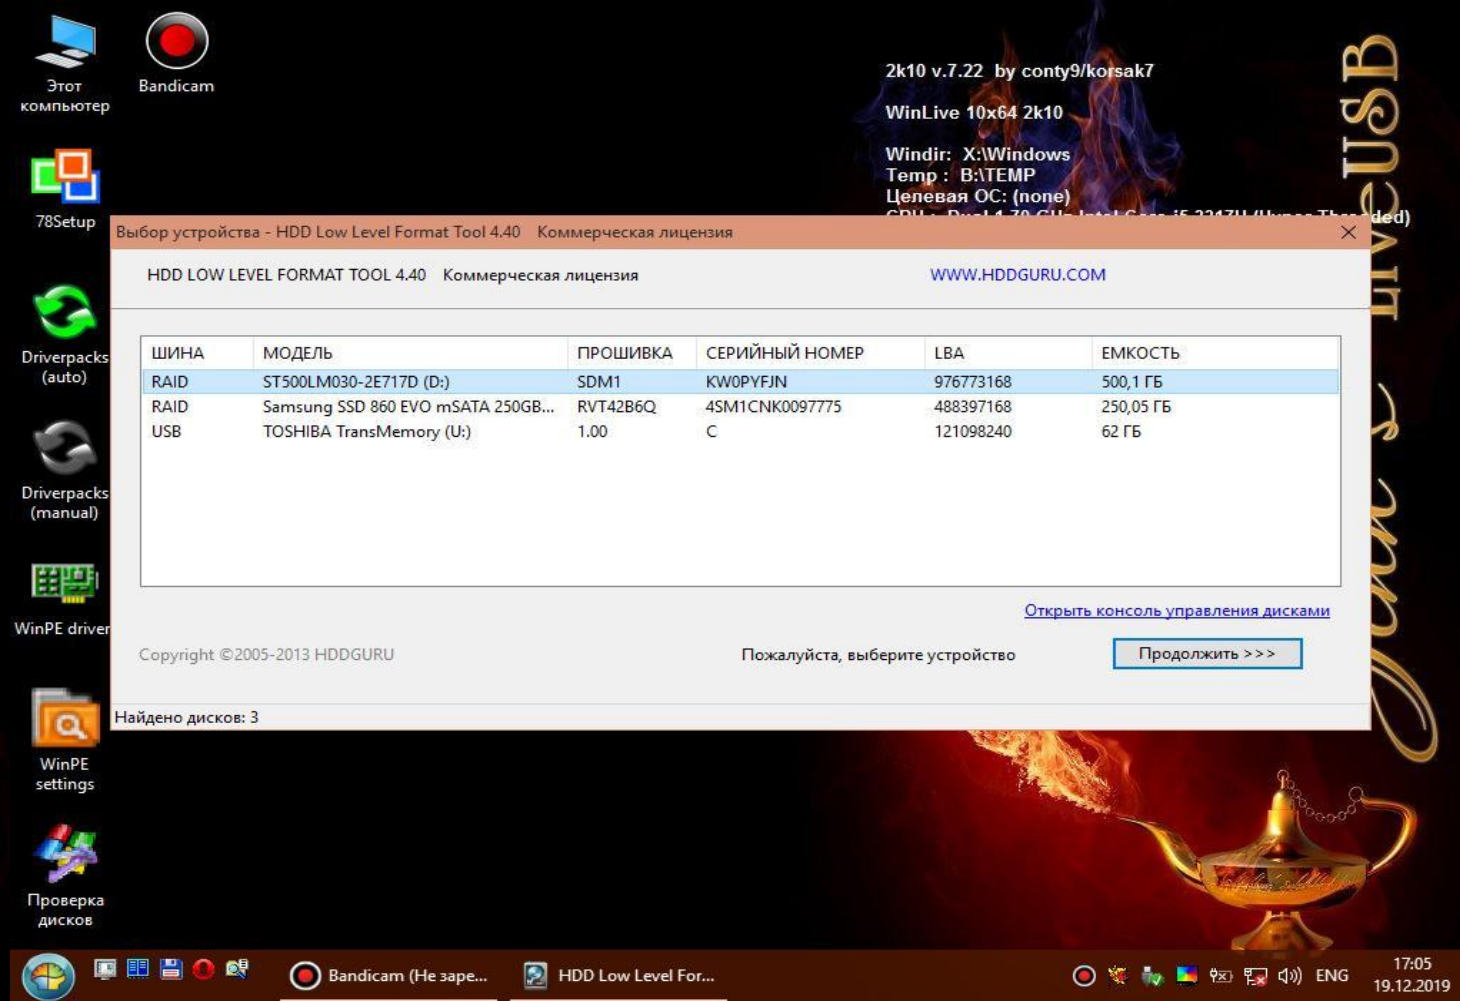 Этот
компьютер
Bandicam
2k10 v.7.22 by conty9/korsak7
WinLive 10x64 2k10
Windir: X:\Windows
Temp : B:\TEMP
Целевая ОС: (none)
LiveUSB
78Setup
Выбор устройства - HDD Low Level Format Tool 4.40 Коммерческая лицензия
HDD LOW LEVEL FORMAT TOOL 4.40 Коммерческая лицензия
WWW.HDDGURU.COM
ШИНА МОДЕЛЬ ПРОШИВКА СЕРИЙНЫЙ НОМЕР LBA ЕМКОСТЬ
RAID ST500LM030-2E717D (D:) SDM1 KW0PYFJN 976773168 500,1 ГБ
RAID Samsung SSD 860 EVO mSATA 250GB... RVT42B6Q 4SM1CNK0097775 488397168 250,05 ГБ
USB TOSHIBA TransMemory (U:) 1.00 C 121098240 62 ГБ
Открыть консоль управления дисками
Copyright ©2005-2013 HDDGURU
Пожалуйста, выберите устройство
Продолжить >>>
Найдено дисков: 3
Driverpacks
(auto)
Driverpacks
(manual)
WinPE driver
WinPE
settings
Проверка
дисков
Bandicam (Не заре...
HDD Low Level For...
ENG
17:05
19.12.2019